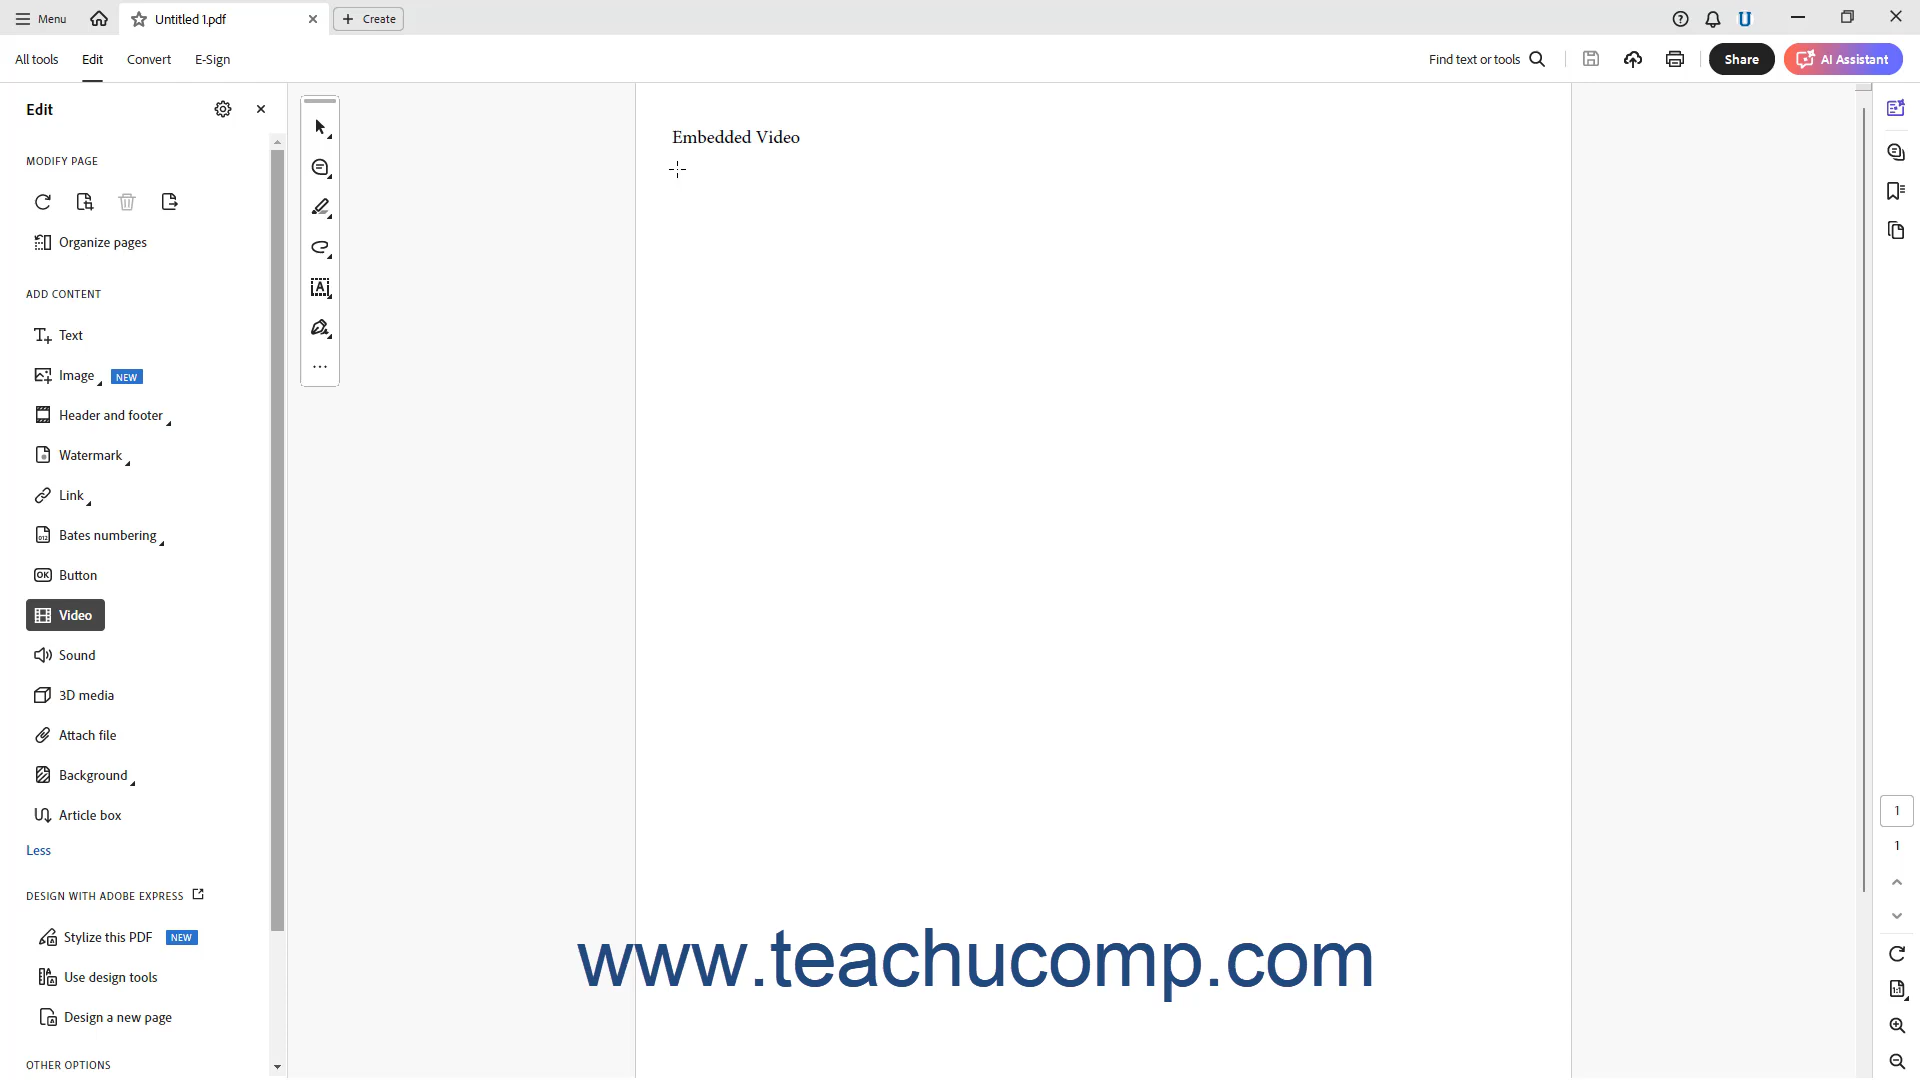 Menu
Untitled 1.pdf
Create
All tools
Edit
Convert
E-Sign
Find text or tools
Share
AI Assistant
Edit
MODIFY PAGE
Organize pages
ADD CONTENT
Text
Image NEW
Header and footer
Watermark
Link
Bates numbering
Button
Video
Sound
3D media
Attach file
Background
Article box
Less
DESIGN WITH ADOBE EXPRESS
Stylize this PDF NEW
Use design tools
Design a new page
OTHER OPTIONS
Embedded Video
www.teachucomp.com
1
1